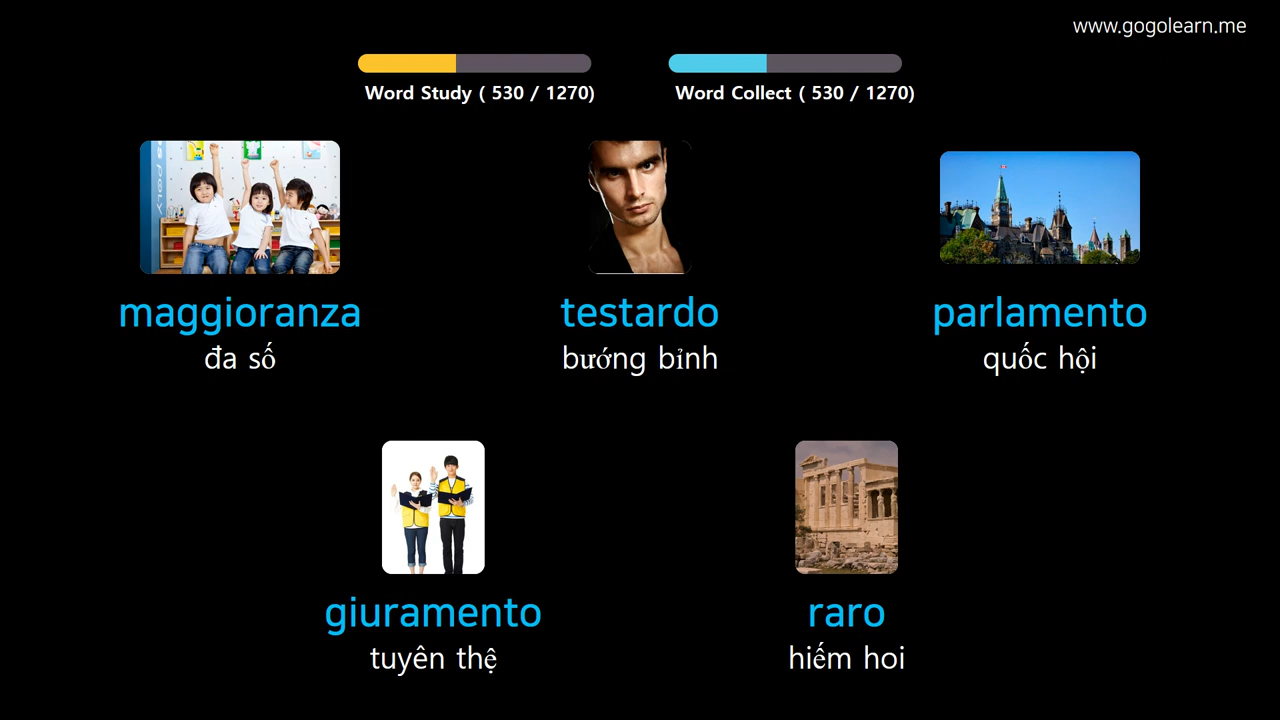 www.gogolearn.me
Word Study ( 530 / 1270)
Word Collect ( 530 / 1270)
maggioranza
đa số
testardo
bướng bỉnh
parlamento
quốc hội
giuramento
tuyên thệ
raro
hiếm hoi